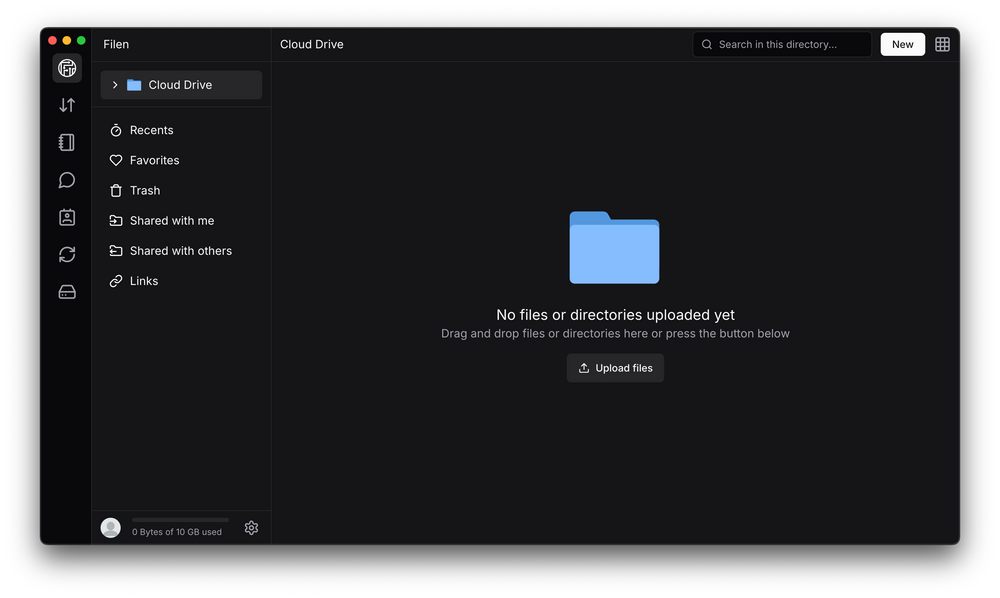 Filen
Cloud Drive
Search in this directory...
New
Cloud Drive
Recents
Favorites
Trash
Shared with me
Shared with others
Links
No files or directories uploaded yet
Drag and drop files or directories here or press the button below
Upload files
0 Bytes of 10 GB used